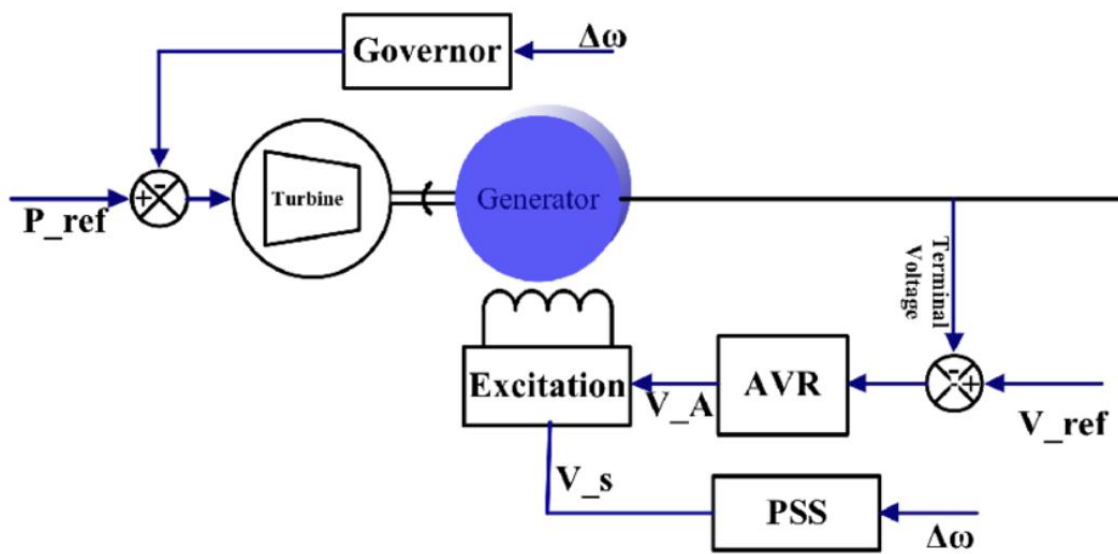 Governor
Δω
P_ref
+
-
Turbine
Generator
Terminal
Voltage
Excitation
V_A
AVR
-
+
V_ref
V_s
PSS
Δω